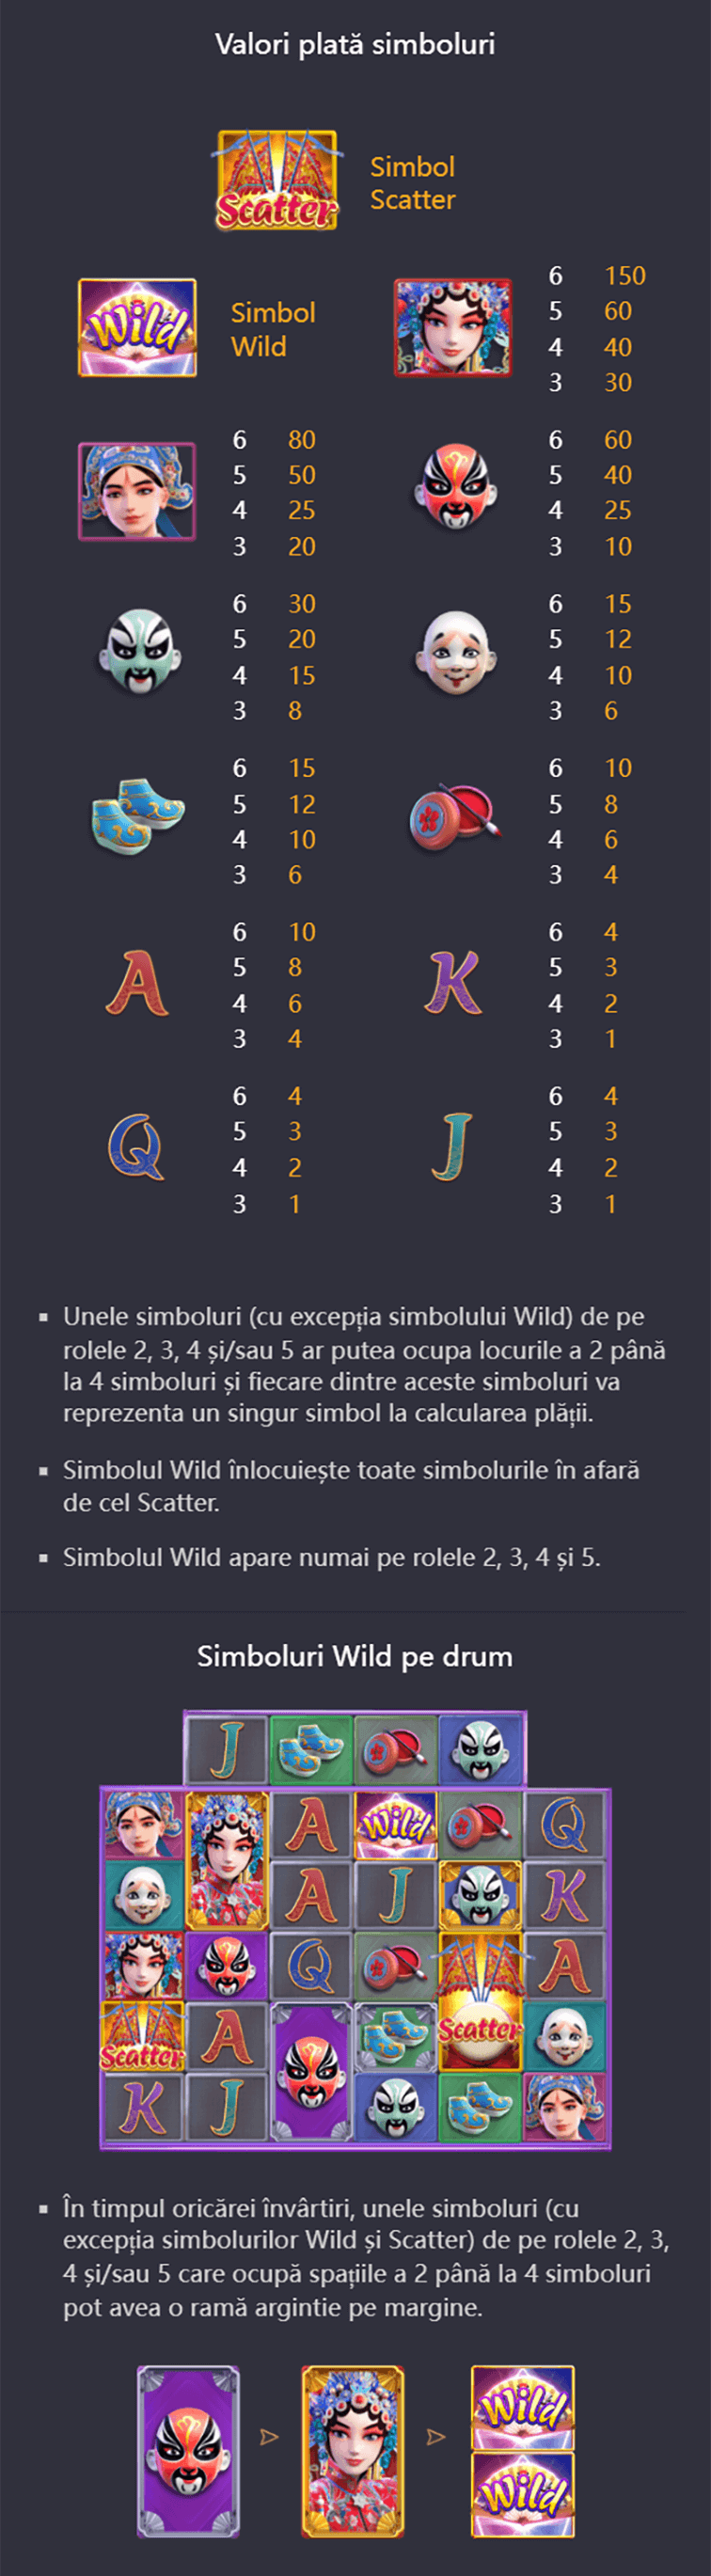 Valori plată simboluri
Scatter
Simbol
Scatter
Wild
Simbol
Wild
6 150
5 60
4 40
3 30
6 80
5 50
4 25
3 20
6 60
5 40
4 25
3 10
6 30
5 20
4 15
3 8
6 15
5 12
4 10
3 6
6 15
5 12
4 10
3 6
6 10
5 8
6 6
3 4
A
6 10
5 8
4 6
3 4
K
6 4
5 3
4 2
3 1
Q
6 4
5 3
4 2
3 1
J
6 4
5 3
4 2
3 1
▪ Unele simboluri (cu excepția simbolului Wild) de pe
rolele 2, 3, 4 și/sau 5 ar putea ocupa locurile a 2 până
la 4 simboluri și fiecare dintre aceste simboluri va
reprezenta un singur simbol la calcularea plății.
▪ Simbolul Wild înlocuiește toate simbolurile în afară
de cel Scatter.
▪ Simbolul Wild apare numai pe rolele 2, 3, 4 și 5.
Simboluri Wild pe drum
J
A Wild Q
A J K
Q A
Scatter A Scatter
K J
▪ În timpul oricărei învârtiri, unele simboluri (cu
excepția simbolurilor Wild și Scatter) de pe rolele 2, 3,
4 și/sau 5 care ocupă spațiile a 2 până la 4 simboluri
pot avea o ramă argintie pe margine.
Wild
Wild